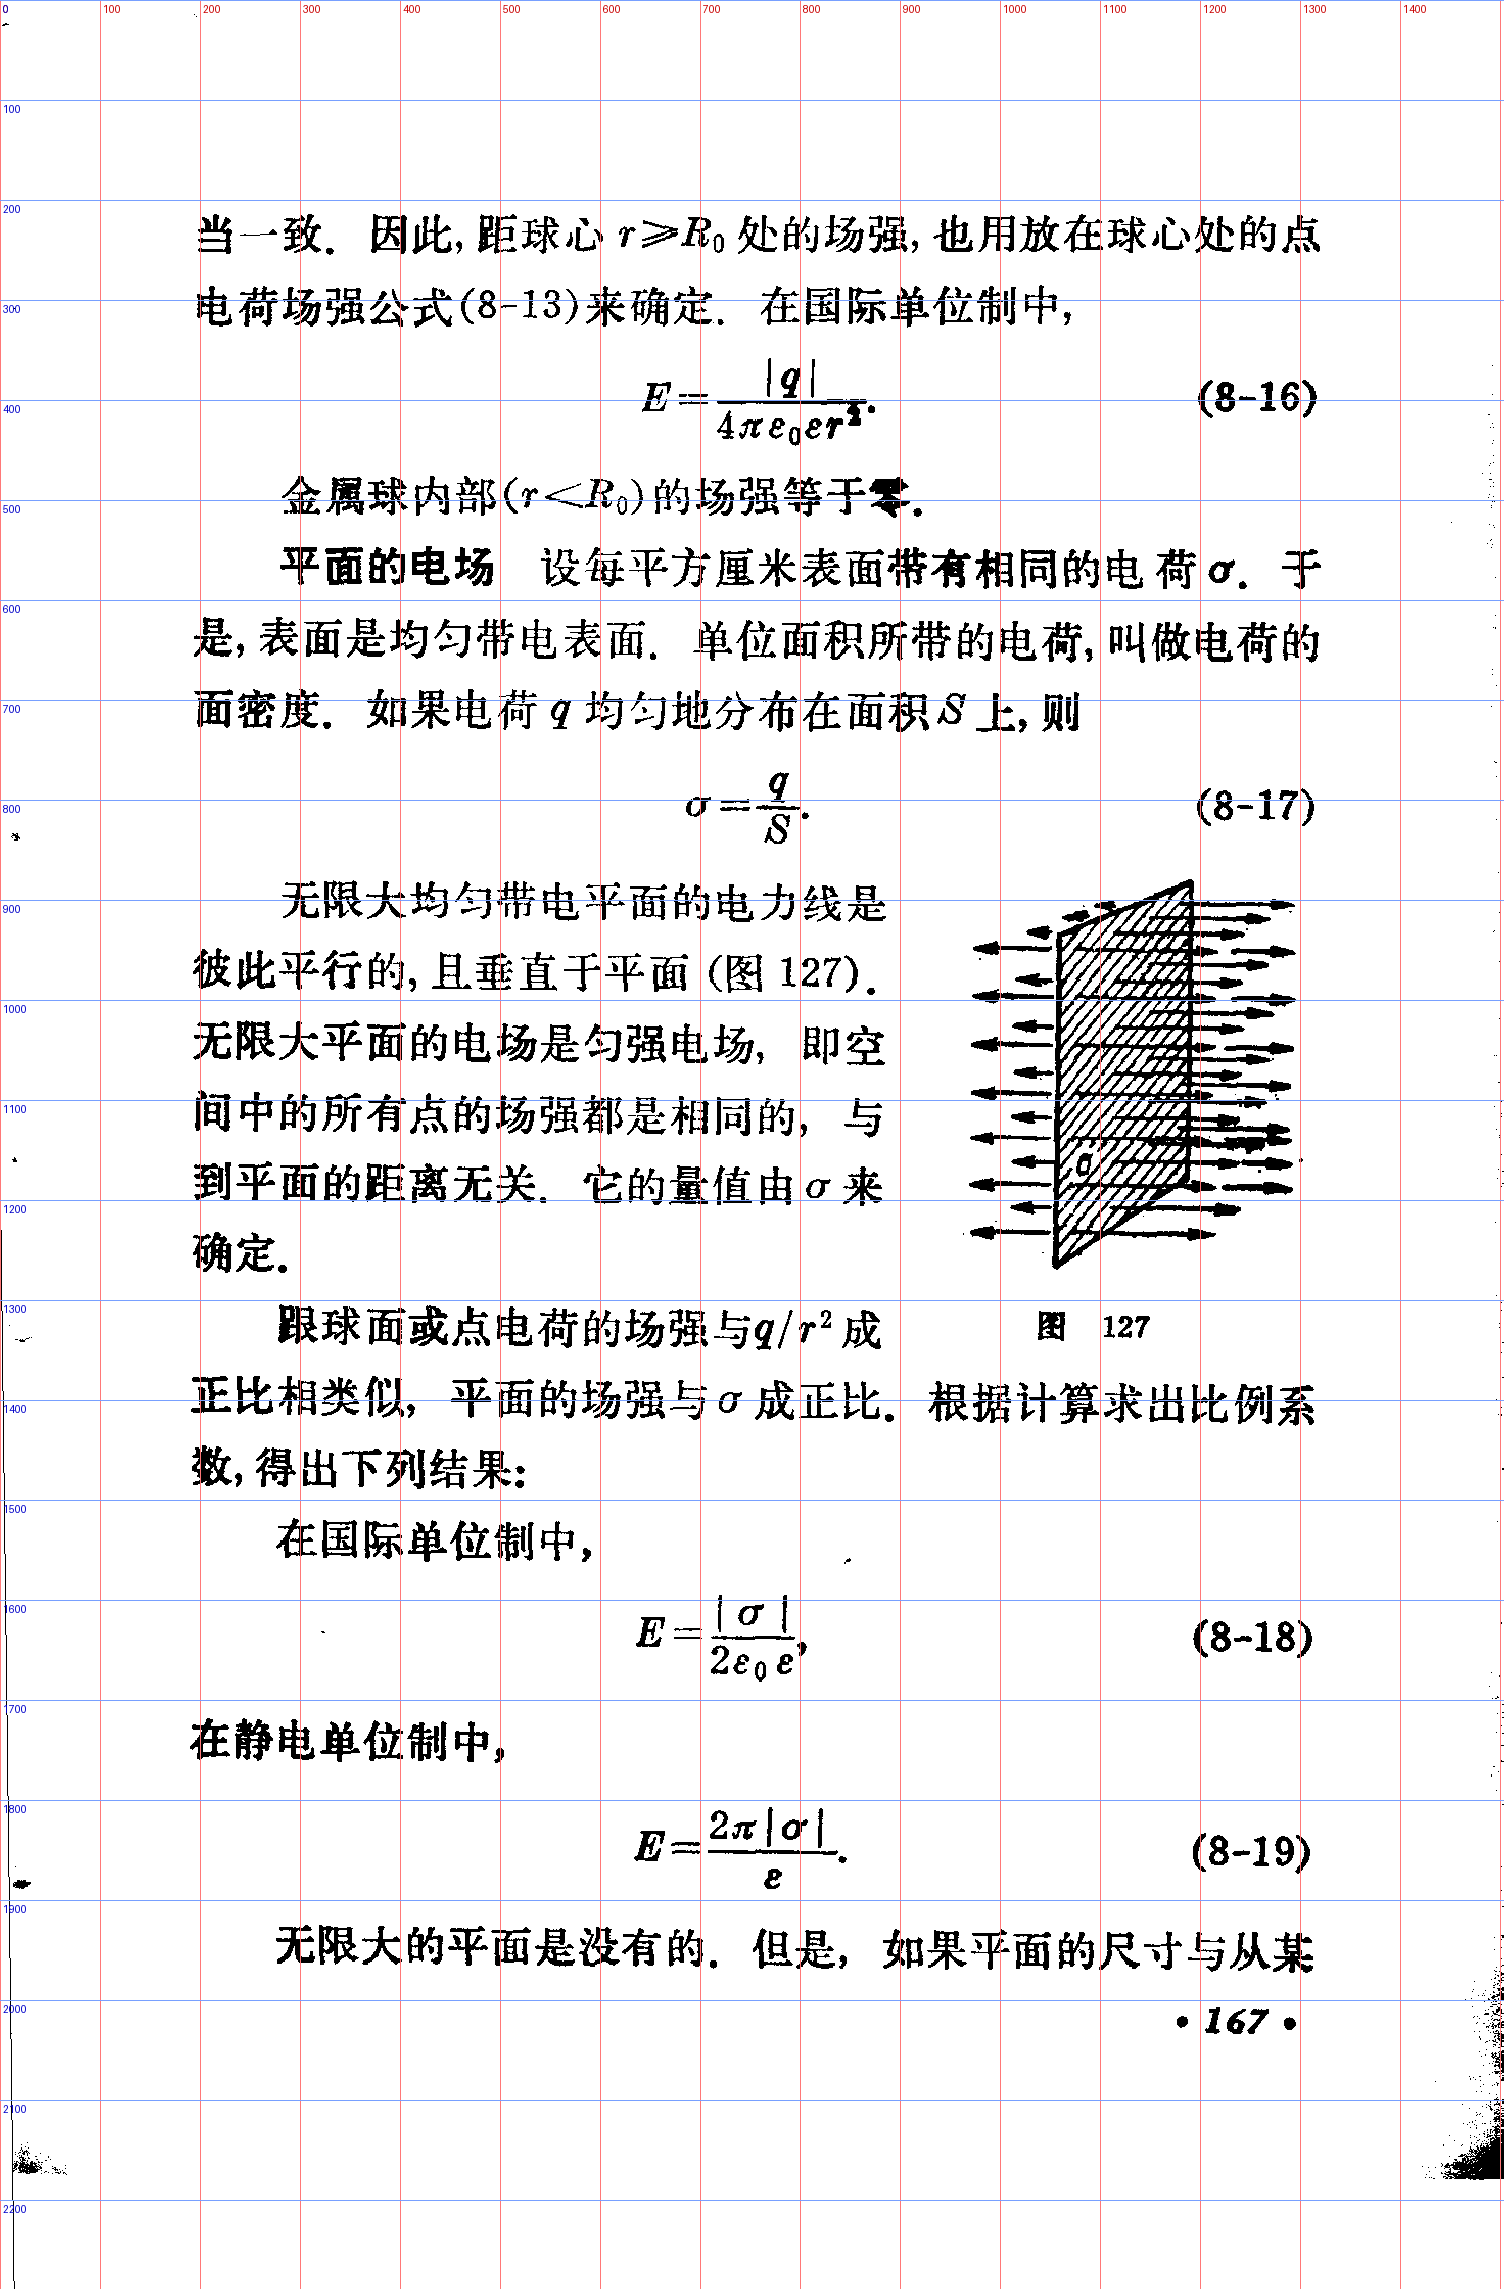 当一致． 因此, 距球心 r⩾R₀ 处的场强, 也用放在球心处的点
电荷场强公式(8-13)来确定． 在国际单位制中,
E=|q|/4πε₀εr². (8-16)
金属球内部(r<R₀)的场强等于零．
平面的电场 设每平方厘米表面带有相同的电荷σ． 于
是, 表面是均匀带电表面． 单位面积所带的电荷, 叫做电荷的
面密度． 如果电荷 q 均匀地分布在面积 S 上, 则
σ=q/S. (8-17)
无限大均匀带电平面的电力线是
彼此平行的, 且垂直于平面 (图 127)．
无限大平面的电场是匀强电场, 即空
间中的所有点的场强都是相同的, 与
到平面的距离无关． 它的量值由 σ 来
确定．
σ
图 127
跟球面或点电荷的场强与q/r² 成
正比相类似, 平面的场强与 σ 成正比． 根据计算求出比例系
数, 得出下列结果:
在国际单位制中,
E=|σ|/2ε₀ε, (8-18)
在静电单位制中,
E=2π|σ|/ε. (8-19)
无限大的平面是没有的． 但是, 如果平面的尺寸与从某
• 167 •